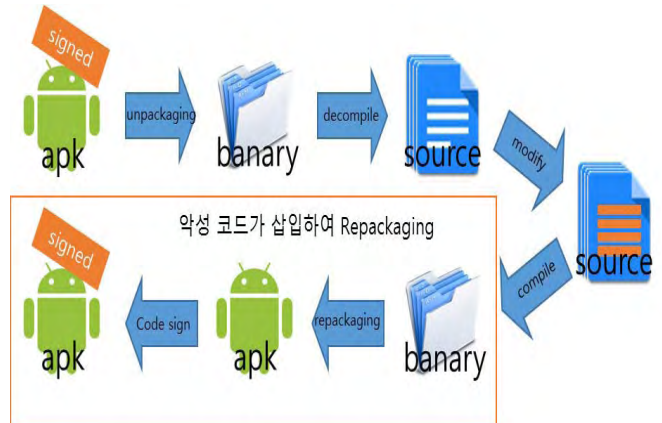 signed
apk
unpackaging
banary
decompile
source
modify
source
compile
악성 코드가 삽입하여 Repackaging
banary
repackaging
apk
Code sign
signed
apk